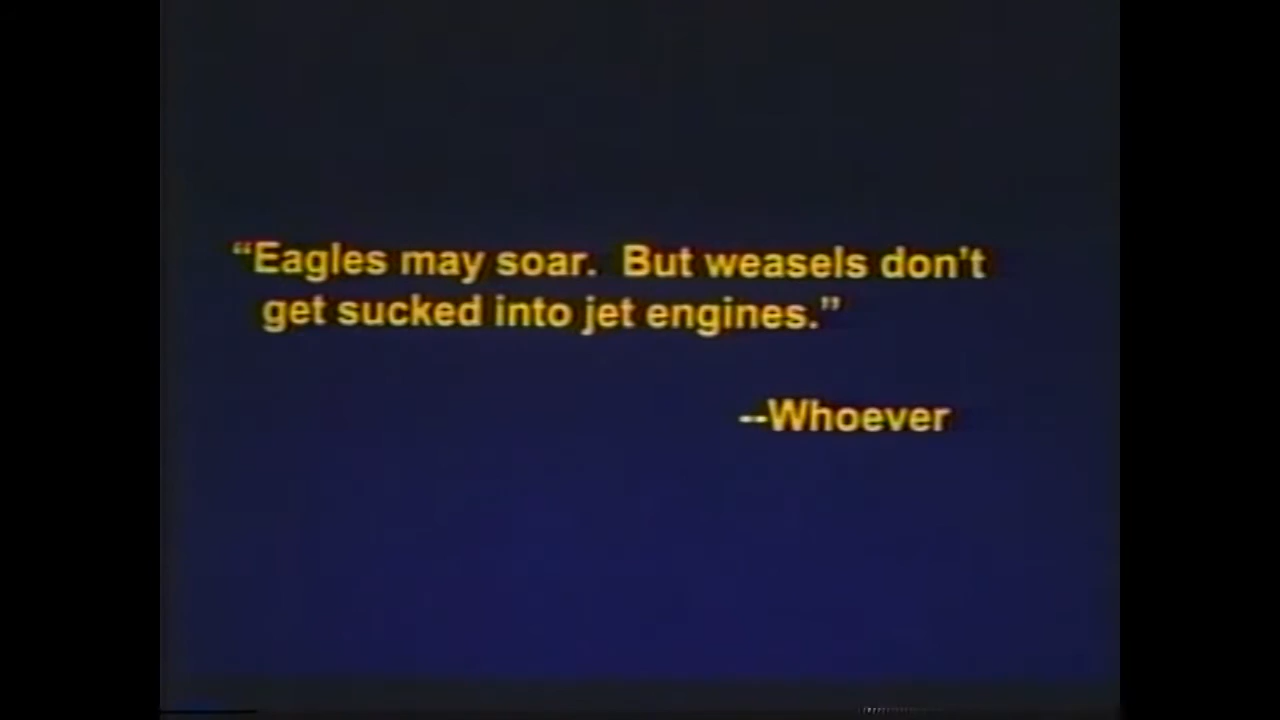 “Eagles may soar.  But weasels don’t
get sucked into jet engines.”
--Whoever